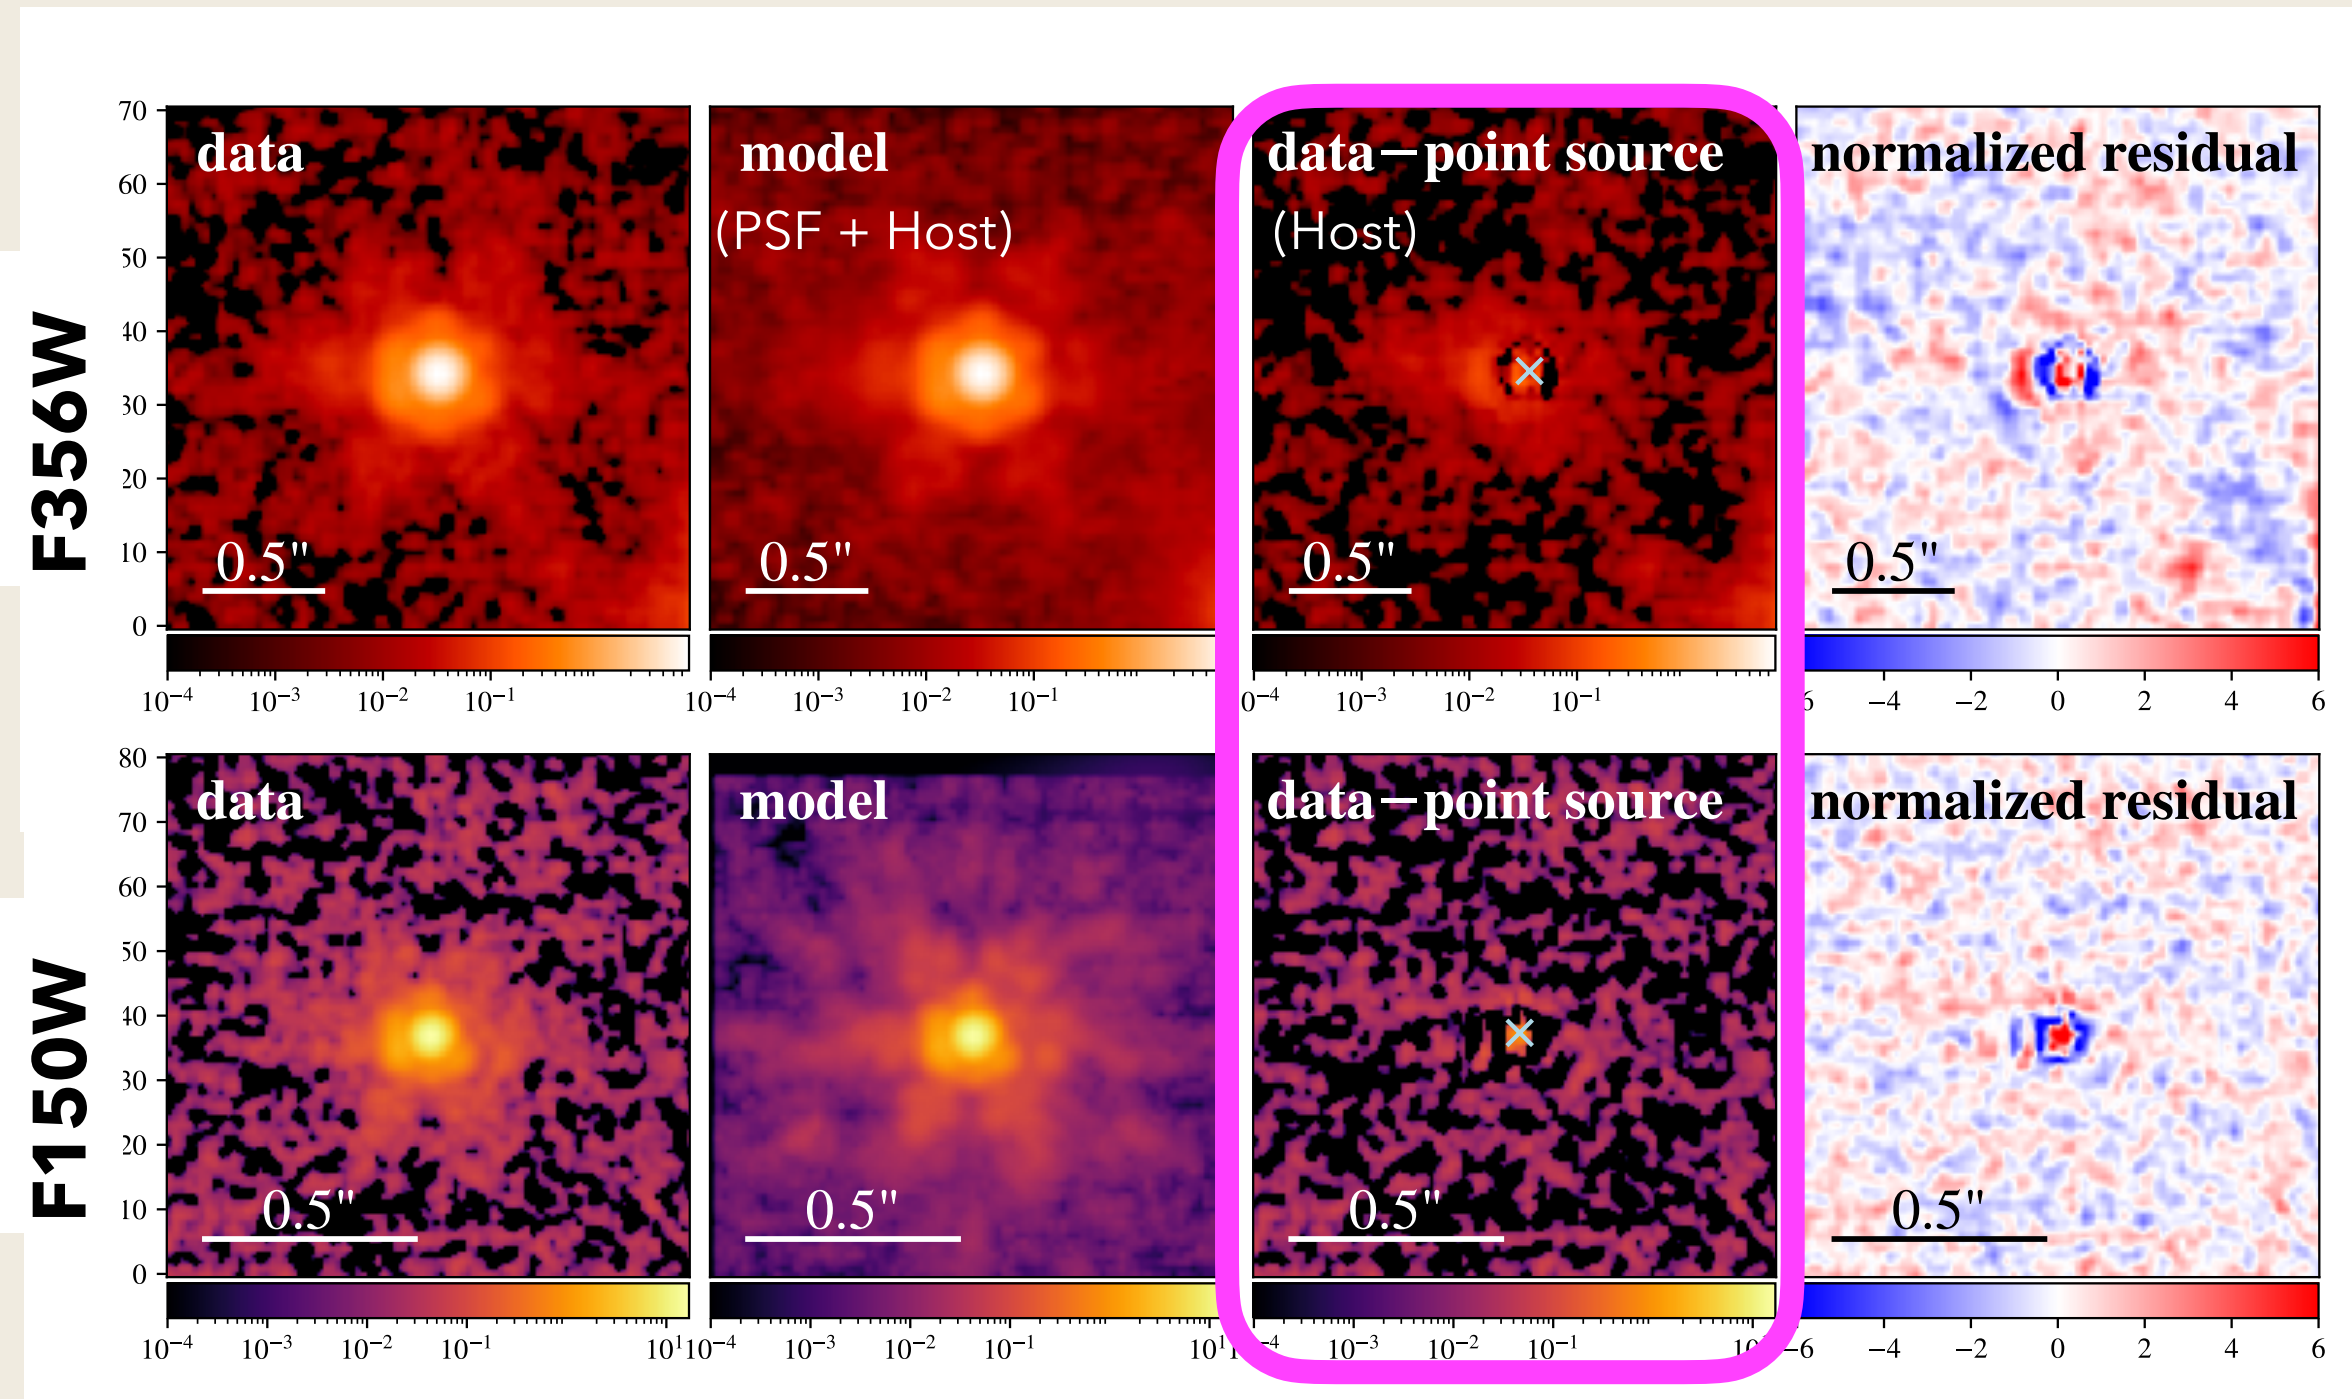 F356W
data
model
(PSF + Host)
data−point source
(Host)
normalized residual
70
60
50
40
30
20
10
0
0.5"
0.5"
0.5"
0.5"
10⁻⁴ 10⁻³ 10⁻² 10⁻¹
10⁻⁴ 10⁻³ 10⁻² 10⁻¹
0⁻⁴ 10⁻³ 10⁻² 10⁻¹
6 −4 −2 0 2 4 6
F150W
data
model
data−point source
normalized residual
80
70
60
50
40
30
20
10
0
0.5"
0.5"
0.5"
0.5"
10⁻⁴ 10⁻³ 10⁻² 10⁻¹ 10¹
10⁻⁴ 10⁻³ 10⁻² 10⁻¹ 10¹
⁻⁴ 10⁻³ 10⁻² 10⁻¹ 10
−6 −4 −2 0 2 4 6